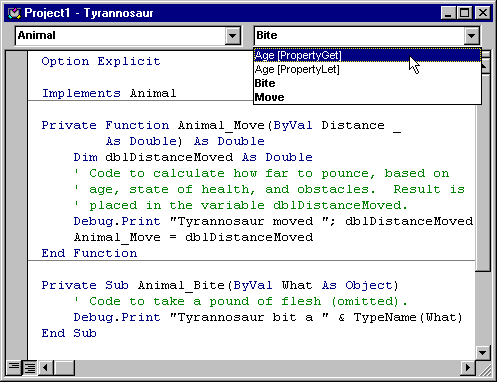 Project1 - Tyrannosaur
Animal
Bite
Age [PropertyGet]
Age [PropertyLet]
Bite
Move
Option Explicit
Implements Animal
Private Function Animal_Move(ByVal Distance _
As Double) As Double
Dim dblDistanceMoved As Double
' Code to calculate how far to pounce, based on
' age, state of health, and obstacles.  Result is
' placed in the variable dblDistanceMoved.
Debug.Print "Tyrannosaur moved "; dblDistanceMoved
Animal_Move = dblDistanceMoved
End Function
Private Sub Animal_Bite(ByVal What As Object)
' Code to take a pound of flesh (omitted).
Debug.Print "Tyrannosaur bit a " & TypeName(What)
End Sub